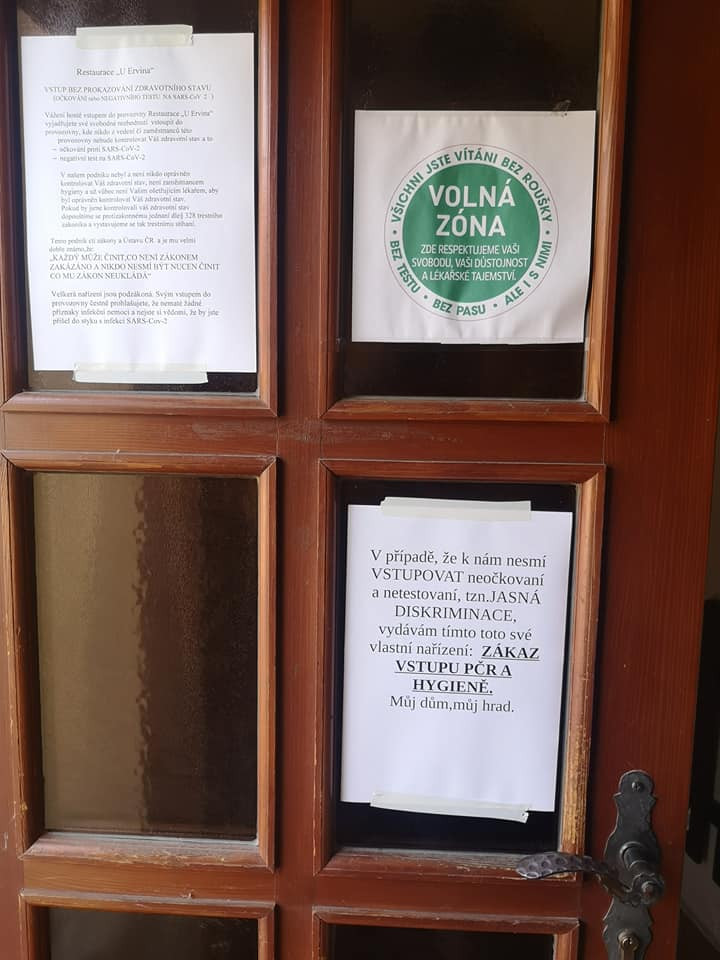 Restaurace „U Ervína"
VSTUP BEZ PROKAZOVÁNÍ ZDRAVOTNÍHO STAVU
(OČKOVÁNÍ nebo NEGATIVNÍHO TESTU NA SARS-CoV 2 )
Vážení hosté vstupem do provozovny Restaurace „U Ervína"
vyjadřujete své svobodné rozhodnutí vstoupit do
provozovny, kde nikdo z vedení či zaměstnanců této
provozovny nebude kontrolovat Váš zdravotní stav a to
– očkování proti SARS-CoV-2
– negativní test na SARS-CoV-2
V našem podniku nebyl a není nikdo oprávněn
kontrolovat Váš zdravotní stav, není zaměstnancem
hygieny a už vůbec není Vašim ošetřujícím lékařem, aby
byl oprávněn kontrolovat Váš zdravotní stav.
Pokud by jsme kontrolovali váš zdravotní stav
dopouštíme se protizákonného jednání dle § 328 trestního
zákoníku a vystavujeme se tak trestnímu stíhání.
Tento podnik ctí zákony a Ústavu ČR. a je mu velmi
dobře známo,že:
„KAŽDÝ MŮŽE ČINIT,CO NENÍ ZÁKONEM
ZAKÁZÁNO A NIKDO NESMÍ BÝT NUCEN ČINIT
CO MU ZÁKON NEUKLÁDÁ"
Veškerá nařízení jsou podzákoná. Svým vstupem do
provozovny čestně prohlašujete, že nemáte žádné
příznaky infekční nemoci a nejste si vědomi, že by jste
přišel do styku s infekcí SARS-Cov-2
VŠICHNI JSTE VÍTÁNI BEZ ROUŠKY
VOLNÁ
ZÓNA
ZDE RESPEKTUJEME VAŠI
SVOBODU, VAŠI DŮSTOJNOST
A LÉKAŘSKÉ TAJEMSTVÍ.
• BEZ TESTU • BEZ PASU • ALE I S NIMI •
V případě, že k nám nesmí
VSTUPOVAT neočkovaní
a netestovaní, tzn.JASNÁ
DISKRIMINACE,
vydávám tímto toto své
vlastní nařízení: ZÁKAZ
VSTUPU PČR A
HYGIENĚ.
Můj dům,můj hrad.